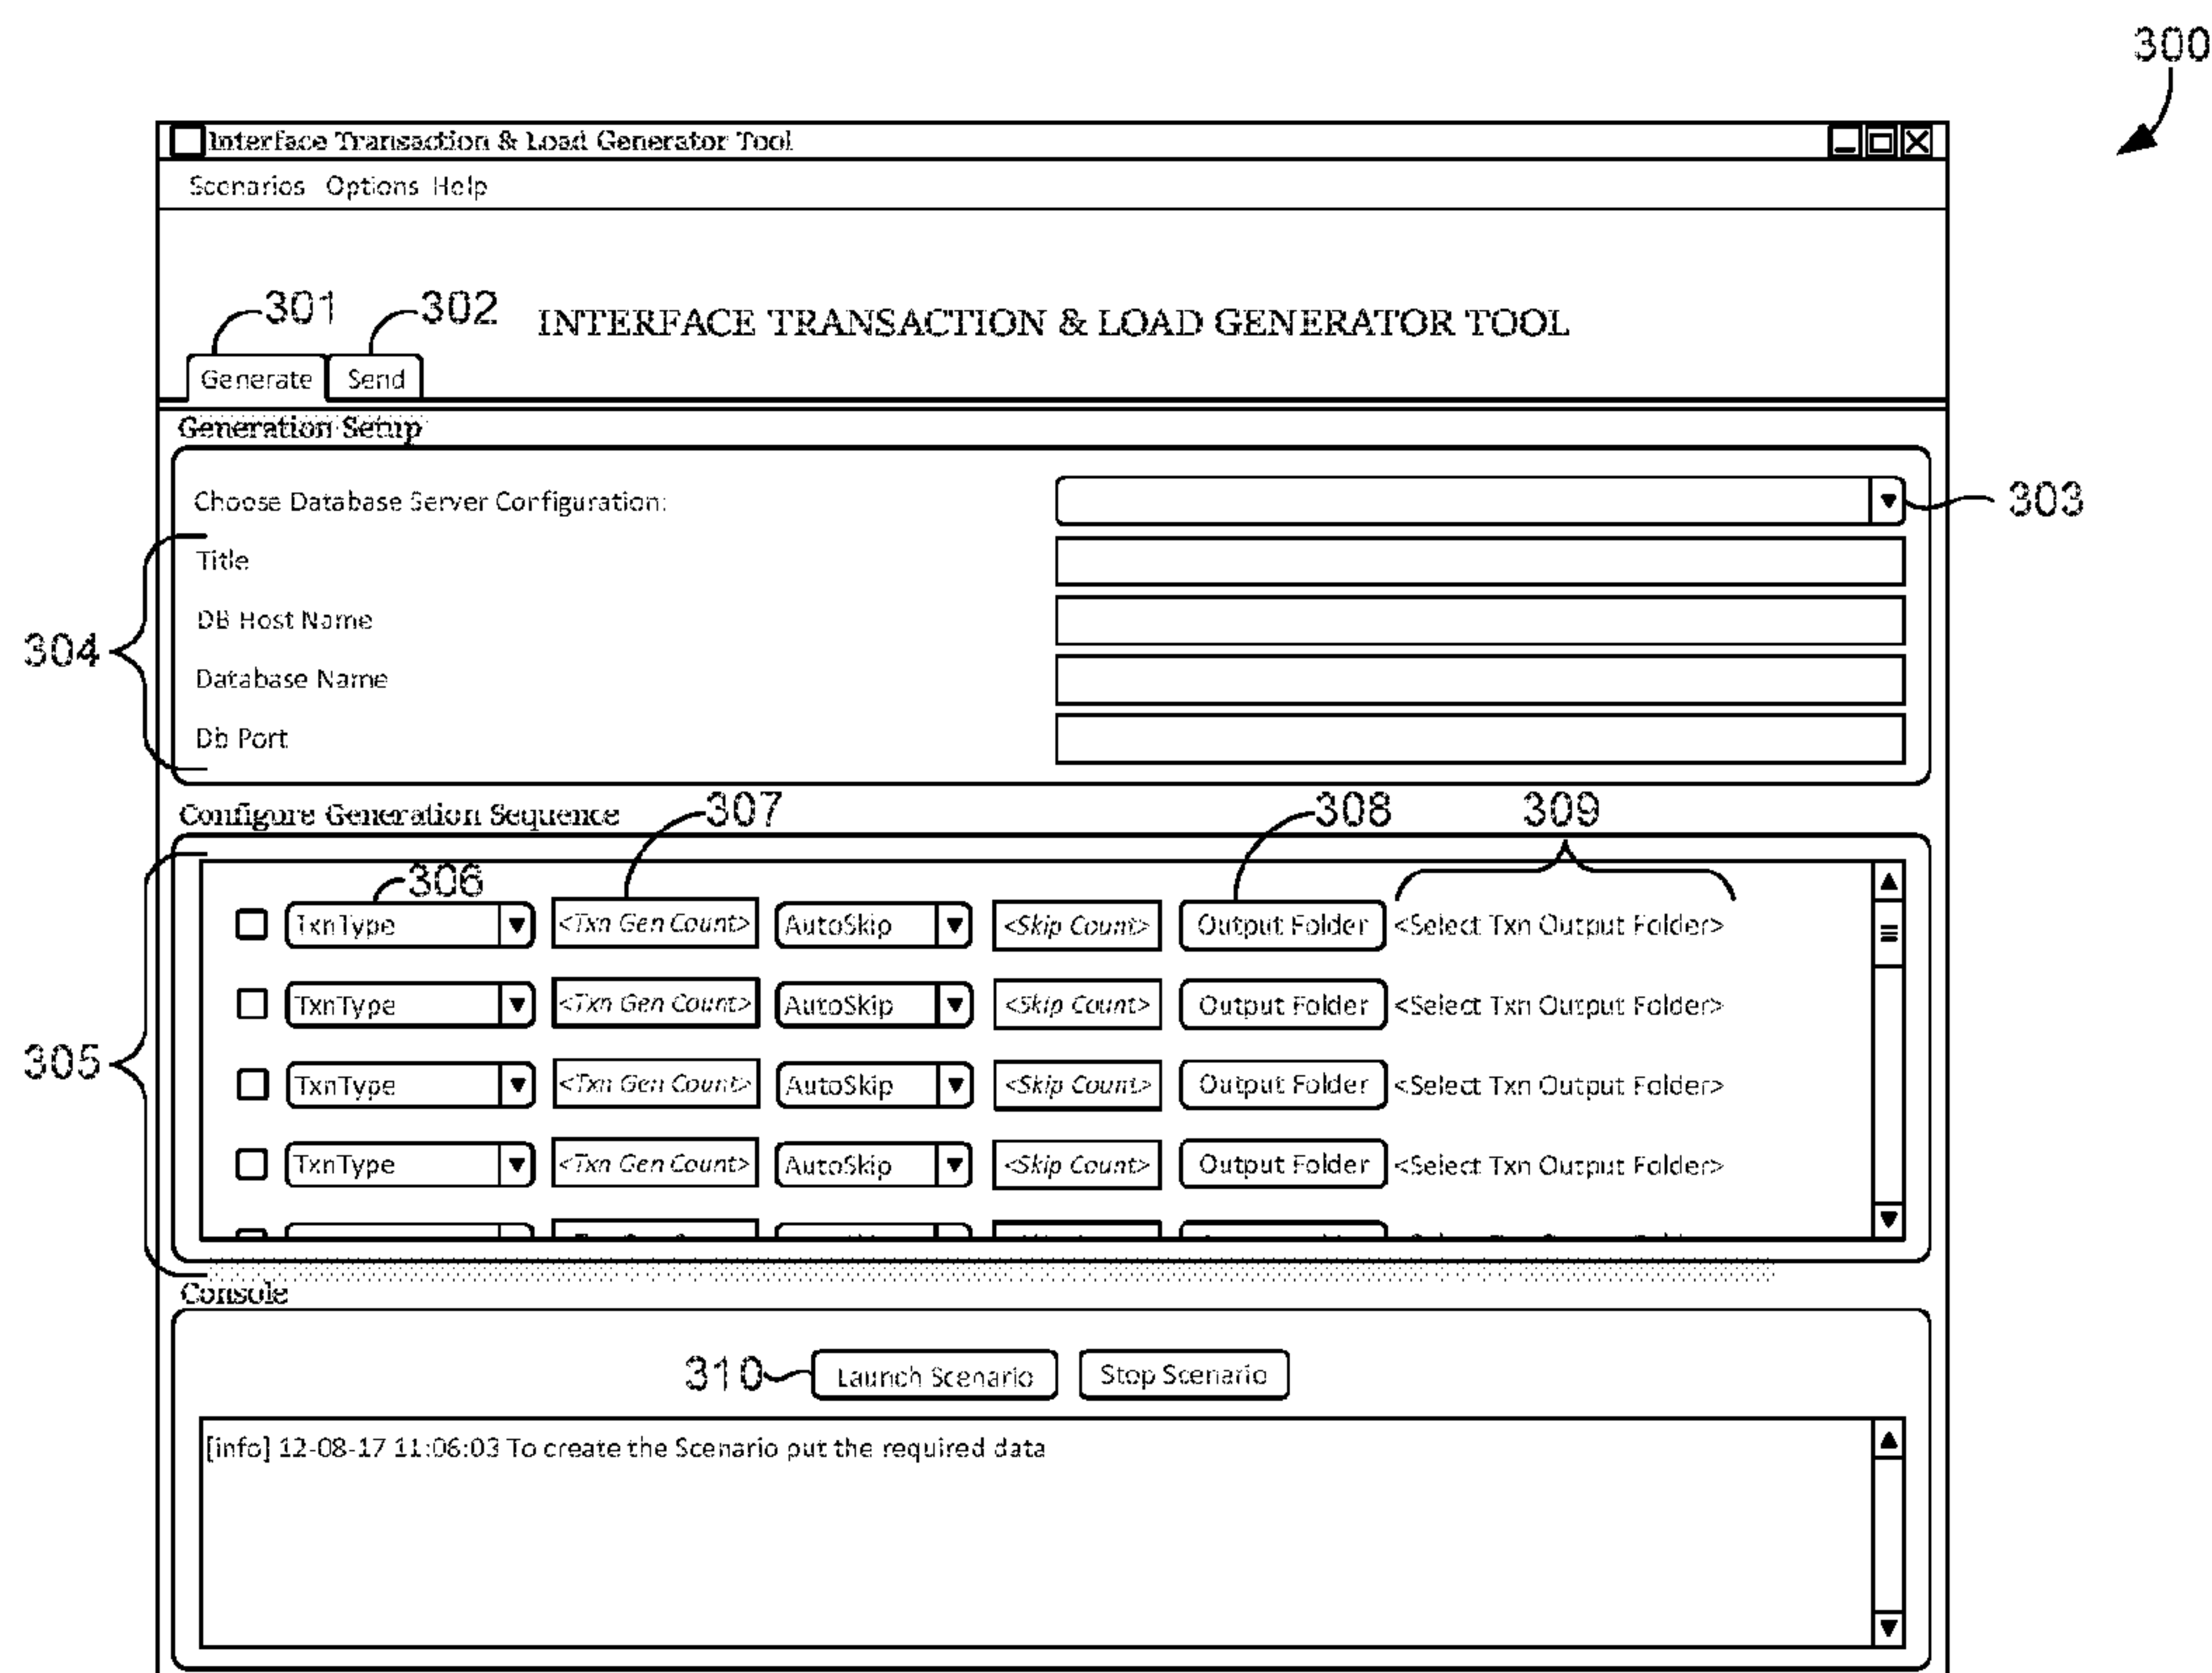 300
Interface Transaction & Load Generator Tool
Scenarios Options Help
301 302
INTERFACE TRANSACTION & LOAD GENERATOR TOOL
Generate Send
Generation Setup
Choose Database Server Configuration:
303
Title
DB Host Name
304
Database Name
Db Port
Configure Generation Sequence
307 308 309
306
TxnType <Txn Gen Count> AutoSkip <Skip Count> Output Folder <Select Txn Output Folder>
TxnType <Txn Gen Count> AutoSkip <Skip Count> Output Folder <Select Txn Output Folder>
305
TxnType <Txn Gen Count> AutoSkip <Skip Count> Output Folder <Select Txn Output Folder>
TxnType <Txn Gen Count> AutoSkip <Skip Count> Output Folder <Select Txn Output Folder>
Console
310 Launch Scenario Stop Scenario
[info] 12-08-17 11:06:03 To create the Scenario put the required data